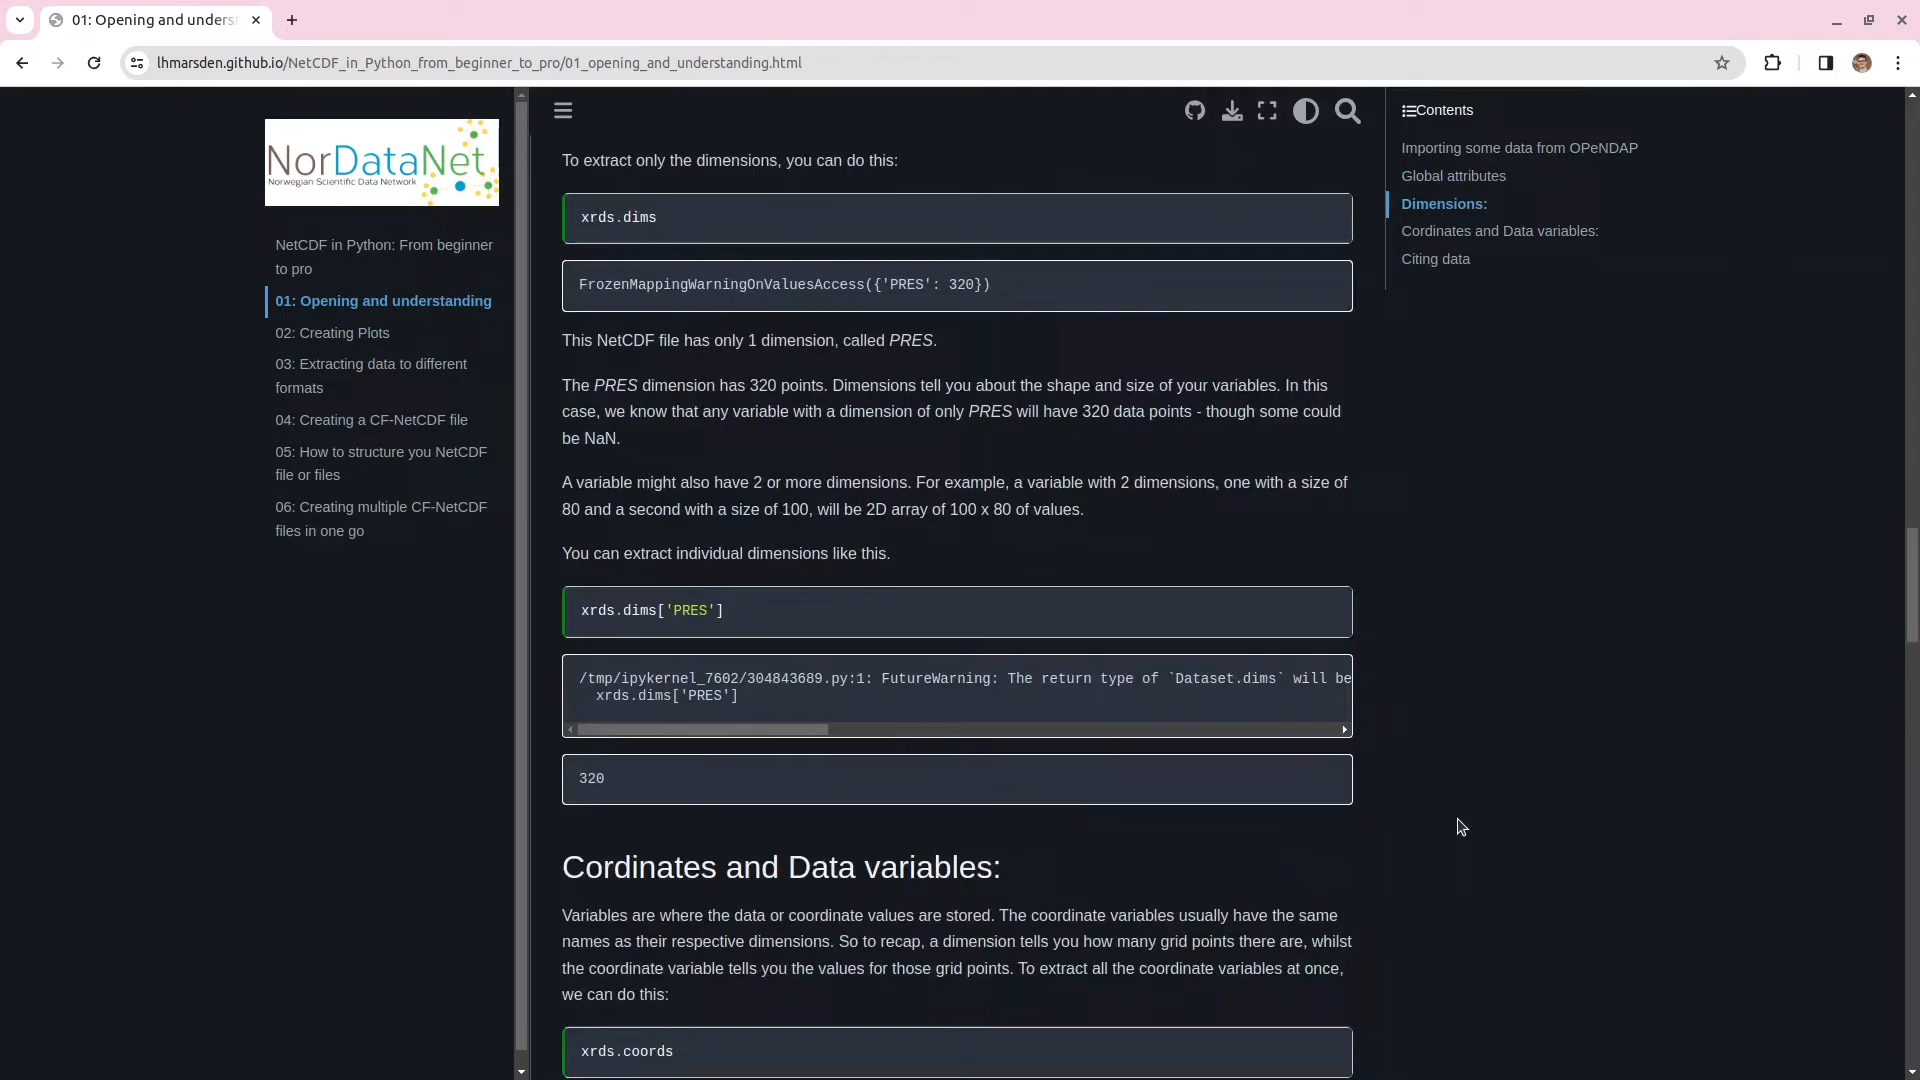 01: Opening and unders
lhmarsden.github.io/NetCDF_in_Python_from_beginner_to_pro/01_opening_and_understanding.html
NorDataNet
Norwegian Scientific Data Network
NetCDF in Python: From beginner
to pro
01: Opening and understanding
02: Creating Plots
03: Extracting data to different
formats
04: Creating a CF-NetCDF file
05: How to structure you NetCDF
file or files
06: Creating multiple CF-NetCDF
files in one go
To extract only the dimensions, you can do this:
xrds.dims
FrozenMappingWarningOnValuesAccess({'PRES': 320})
This NetCDF file has only 1 dimension, called PRES.
The PRES dimension has 320 points. Dimensions tell you about the shape and size of your variables. In this
case, we know that any variable with a dimension of only PRES will have 320 data points - though some could
be NaN.
A variable might also have 2 or more dimensions. For example, a variable with 2 dimensions, one with a size of
80 and a second with a size of 100, will be 2D array of 100 x 80 of values.
You can extract individual dimensions like this.
xrds.dims['PRES']
/tmp/ipykernel_7602/304843689.py:1: FutureWarning: The return type of `Dataset.dims` will be
xrds.dims['PRES']
320
Cordinates and Data variables:
Variables are where the data or coordinate values are stored. The coordinate variables usually have the same
names as their respective dimensions. So to recap, a dimension tells you how many grid points there are, whilst
the coordinate variable tells you the values for those grid points. To extract all the coordinate variables at once,
we can do this:
xrds.coords
Contents
Importing some data from OPeNDAP
Global attributes
Dimensions:
Cordinates and Data variables:
Citing data